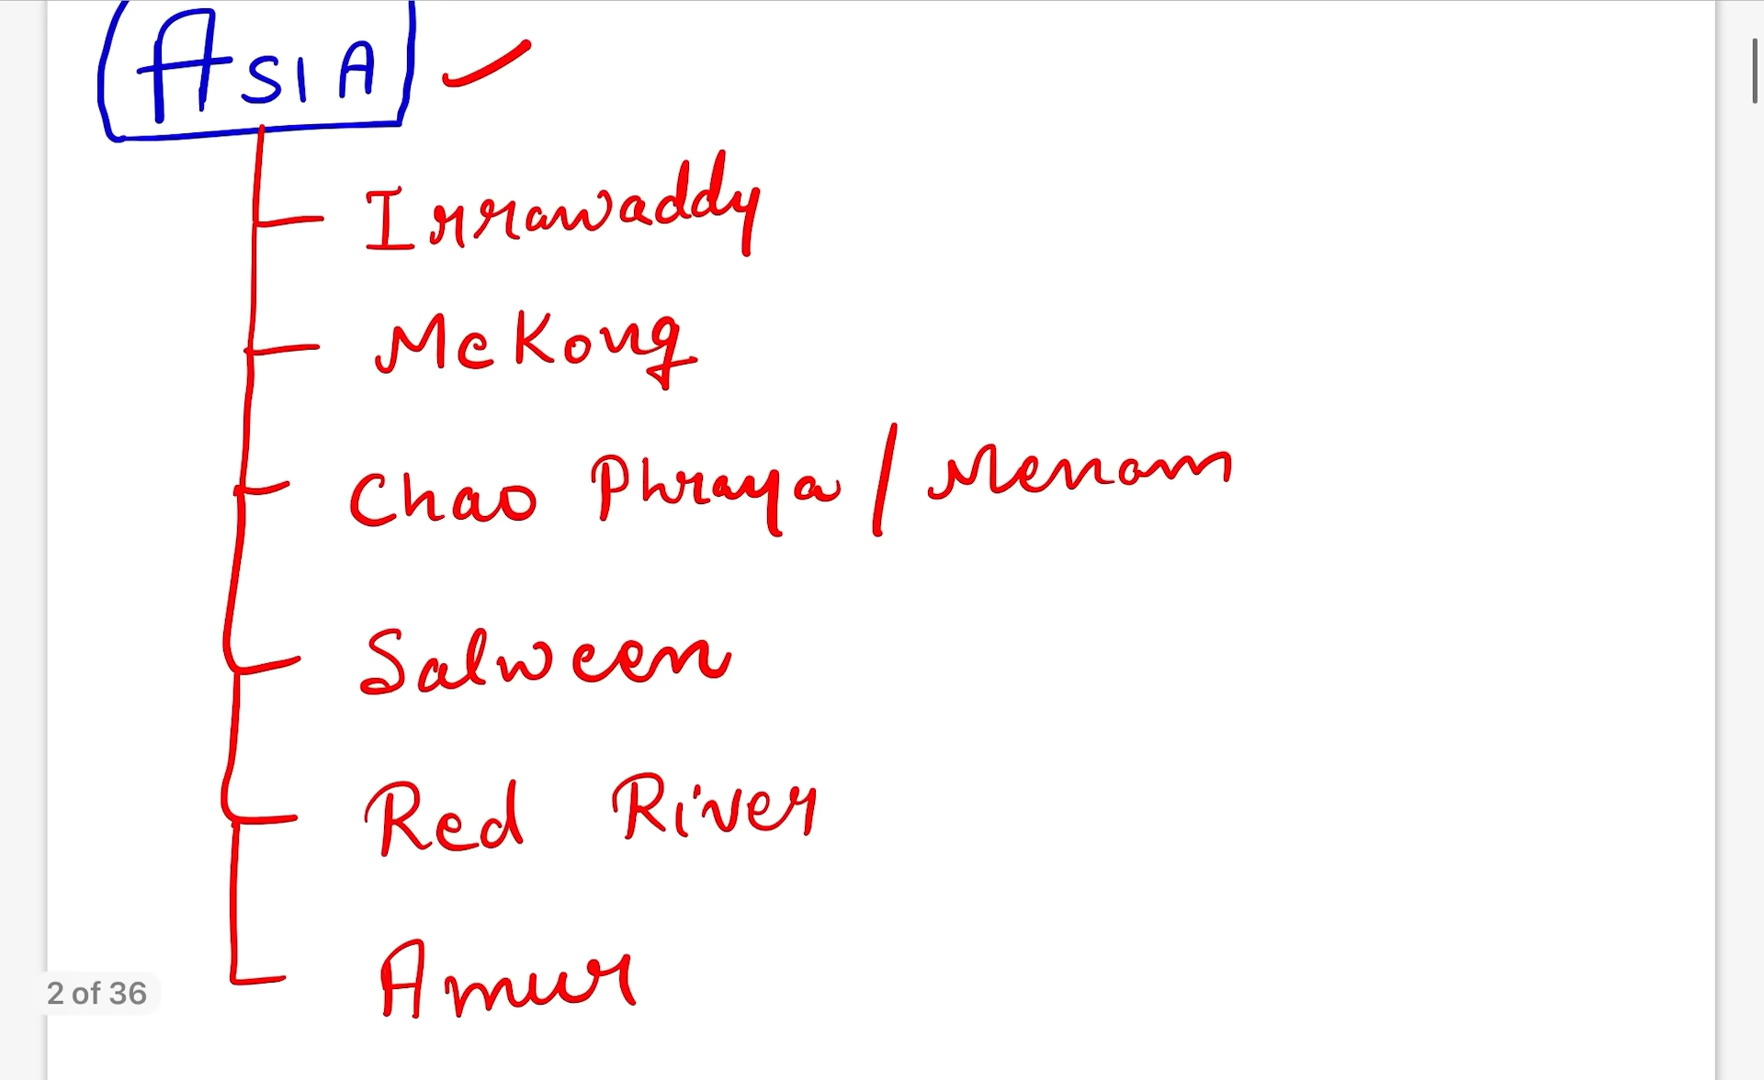 ASIA
Irrawaddy
MeKong
Chao Phraya / Menam
Salween
Red River
Amur
2 of 36